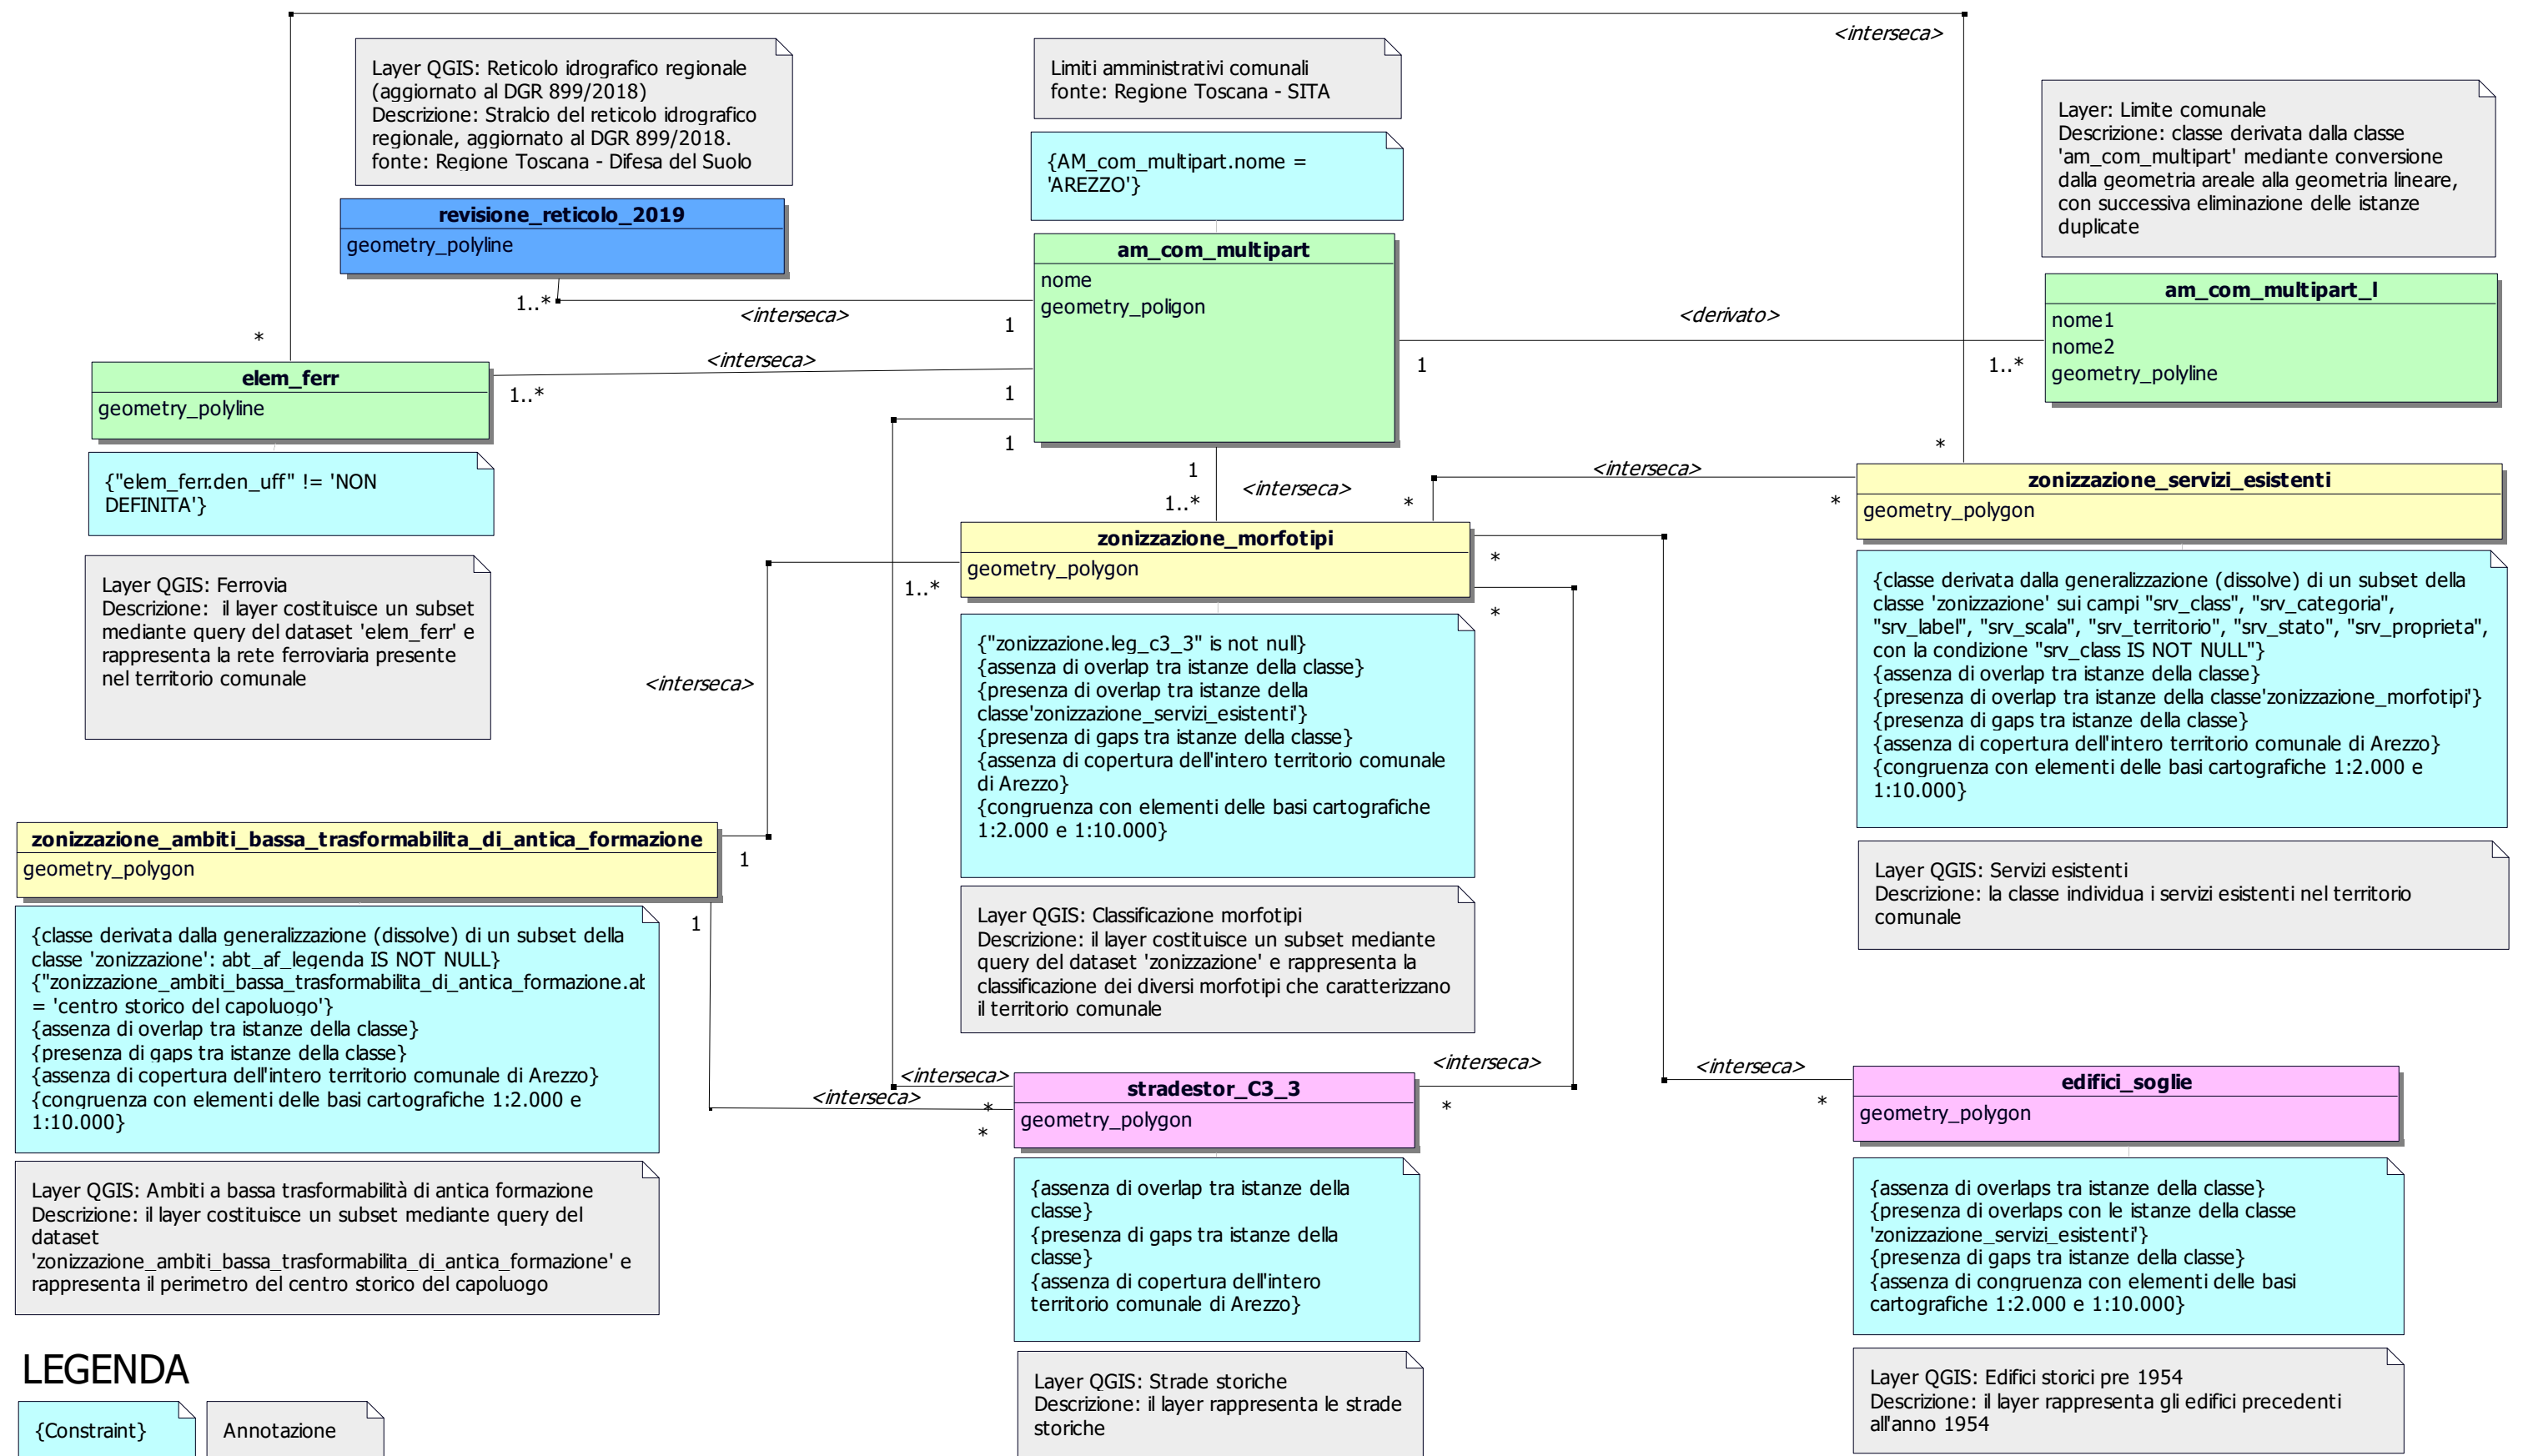 <interseca>
Layer QGIS: Reticolo idrografico regionale
(aggiornato al DGR 899/2018)
Descrizione: Stralcio del reticolo idrografico
regionale, aggiornato al DGR 899/2018.
fonte: Regione Toscana - Difesa del Suolo
Limiti amministrativi comunali
fonte: Regione Toscana - SITA
Layer: Limite comunale
Descrizione: classe derivata dalla classe
'am_com_multipart' mediante conversione
dalla geometria areale alla geometria lineare,
con successiva eliminazione delle istanze
duplicate
{AM_com_multipart.nome =
'AREZZO'}
revisione_reticolo_2019
geometry_polyline
am_com_multipart
nome
geometry_poligon
am_com_multipart_l
nome1
nome2
geometry_polyline
1..*
<interseca>
1
<derivato>
1
1..*
*
<interseca>
1..*
1
1
elem_ferr
geometry_polyline
{"elem_ferr.den_uff" != 'NON
DEFINITA'}
Layer QGIS: Ferrovia
Descrizione:  il layer costituisce un subset
mediante query del dataset 'elem_ferr' e
rappresenta la rete ferroviaria presente
nel territorio comunale
1
1..*
<interseca>
*
<interseca>
*
*
zonizzazione_servizi_esistenti
geometry_polygon
zonizzazione_morfotipi
geometry_polygon
1..*
*
*
<interseca>
{"zonizzazione.leg_c3_3" is not null}
{assenza di overlap tra istanze della classe}
{presenza di overlap tra istanze della
classe'zonizzazione_servizi_esistenti'}
{presenza di gaps tra istanze della classe}
{assenza di copertura dell'intero territorio comunale
di Arezzo}
{congruenza con elementi delle basi cartografiche
1:2.000 e 1:10.000}
{classe derivata dalla generalizzazione (dissolve) di un subset della
classe 'zonizzazione' sui campi "srv_class", "srv_categoria",
"srv_label", "srv_scala", "srv_territorio", "srv_stato", "srv_proprieta",
con la condizione "srv_class IS NOT NULL"}
{assenza di overlap tra istanze della classe}
{presenza di overlap tra istanze della classe'zonizzazione_morfotipi'}
{presenza di gaps tra istanze della classe}
{assenza di copertura dell'intero territorio comunale di Arezzo}
{congruenza con elementi delle basi cartografiche 1:2.000 e
1:10.000}
Layer QGIS: Servizi esistenti
Descrizione: la classe individua i servizi esistenti nel territorio
comunale
zonizzazione_ambiti_bassa_trasformabilita_di_antica_formazione
geometry_polygon
1
1
{classe derivata dalla generalizzazione (dissolve) di un subset della
classe 'zonizzazione': abt_af_legenda IS NOT NULL}
{"zonizzazione_ambiti_bassa_trasformabilita_di_antica_formazione.at
= 'centro storico del capoluogo'}
{assenza di overlap tra istanze della classe}
{presenza di gaps tra istanze della classe}
{assenza di copertura dell'intero territorio comunale di Arezzo}
{congruenza con elementi delle basi cartografiche 1:2.000 e
1:10.000}
Layer QGIS: Classificazione morfotipi
Descrizione: il layer costituisce un subset mediante
query del dataset 'zonizzazione' e rappresenta la
classificazione dei diversi morfotipi che caratterizzano
il territorio comunale
Layer QGIS: Ambiti a bassa trasformabilità di antica formazione
Descrizione: il layer costituisce un subset mediante query del
dataset
'zonizzazione_ambiti_bassa_trasformabilita_di_antica_formazione' e
rappresenta il perimetro del centro storico del capoluogo
<interseca>
<interseca>
*
*
<interseca>
*
<interseca>
*
stradestor_C3_3
geometry_polygon
edifici_soglie
geometry_polygon
{assenza di overlap tra istanze della
classe}
{presenza di gaps tra istanze della
classe}
{assenza di copertura dell'intero
territorio comunale di Arezzo}
{assenza di overlaps tra istanze della classe}
{presenza di overlaps con le istanze della classe
'zonizzazione_servizi_esistenti'}
{presenza di gaps tra istanze della classe}
{assenza di congruenza con elementi delle basi
cartografiche 1:2.000 e 1:10.000}
Layer QGIS: Strade storiche
Descrizione: il layer rappresenta le strade
storiche
Layer QGIS: Edifici storici pre 1954
Descrizione: il layer rappresenta gli edifici precedenti
all'anno 1954
LEGENDA
{Constraint}
Annotazione